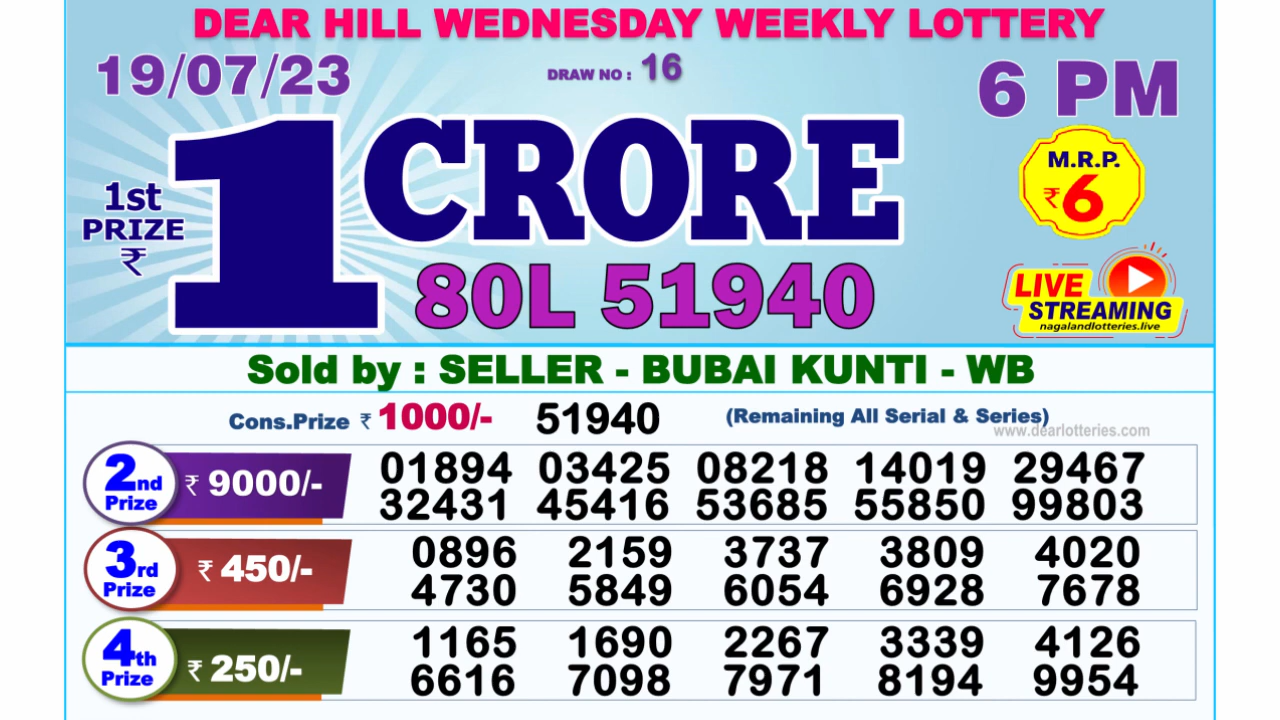 DEAR HILL WEDNESDAY WEEKLY LOTTERY
19/07/23
DRAW NO : 16
6 PM
1st
PRIZE
₹
1 CRORE
M.R.P.
₹6
80L 51940
LIVE
STREAMING
nagalandlotteries.live
Sold by : SELLER - BUBAI KUNTI - WB
Cons.Prize ₹ 1000/- 51940 (Remaining All Serial & Series)
www.dearlotteries.com
2nd
Prize
₹ 9000/-
01894 03425 08218 14019 29467
32431 45416 53685 55850 99803
3rd
Prize
₹ 450/-
0896 2159 3737 3809 4020
4730 5849 6054 6928 7678
4th
Prize
₹ 250/-
1165 1690 2267 3339 4126
6616 7098 7971 8194 9954